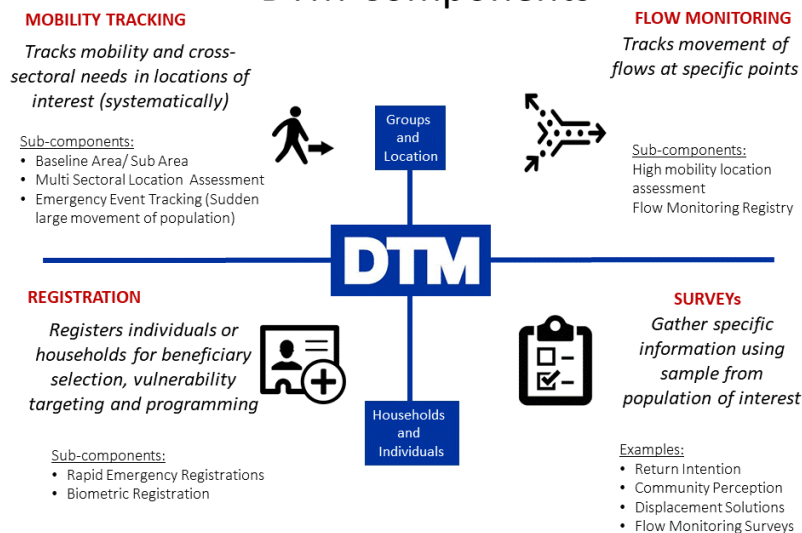 DTM Components
MOBILITY TRACKING
Tracks mobility and cross-
sectoral needs in locations of
interest (systematically)
Sub-components:
• Baseline Area/ Sub Area
• Multi Sectoral Location Assessment
• Emergency Event Tracking (Sudden
large movement of population)
Groups
and
Location
FLOW MONITORING
Tracks movement of
flows at specific points
Sub-components:
High mobility location
assessment
Flow Monitoring Registry
DTM
REGISTRATION
Registers individuals or
households for beneficiary
selection, vulnerability
targeting and programming
Sub-components:
• Rapid Emergency Registrations
• Biometric Registration
Households
and
Individuals
SURVEYs
Gather specific
information using
sample from
population of interest
Examples:
• Return Intention
• Community Perception
• Displacement Solutions
• Flow Monitoring Surveys